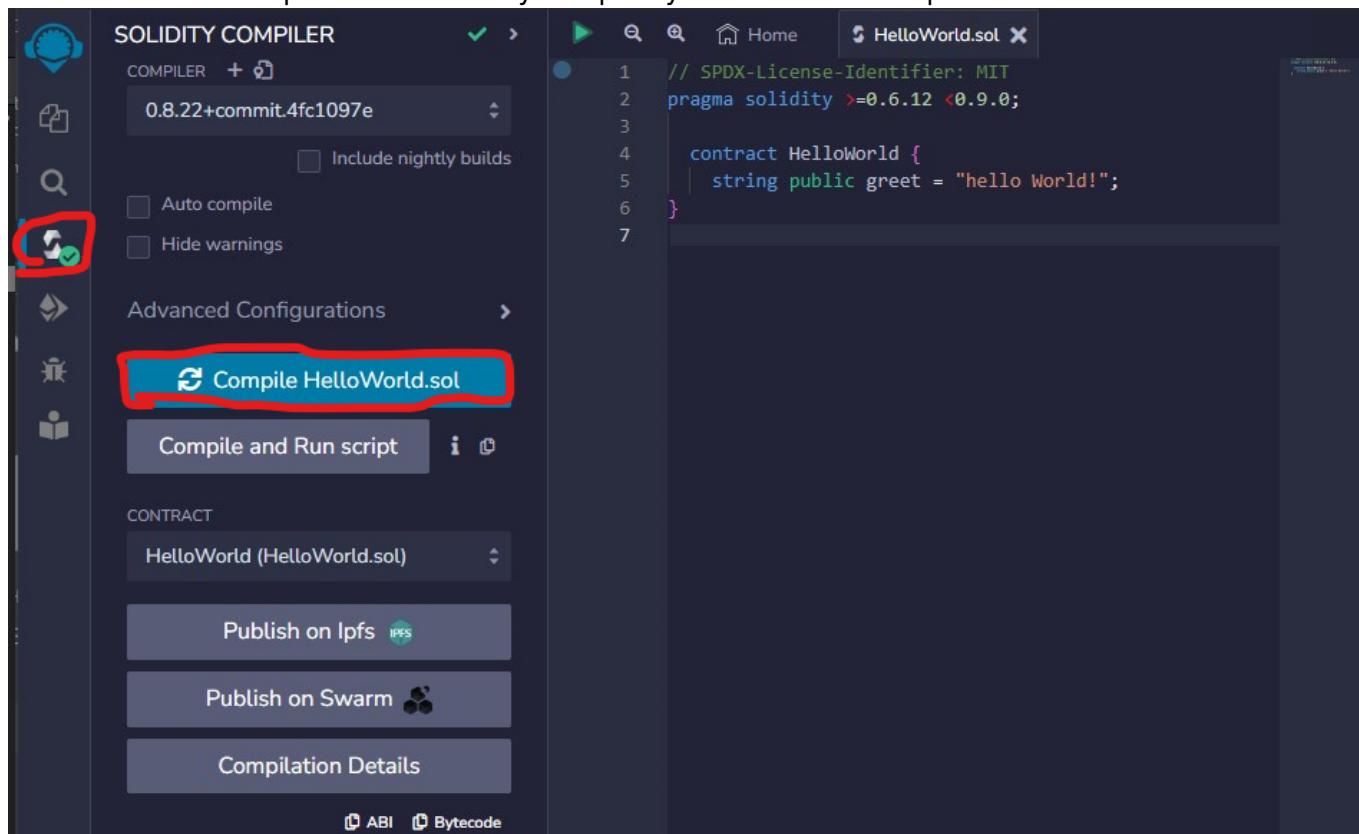 SOLIDITY COMPILER
COMPILER
0.8.22+commit.4fc1097e
Include nightly builds
Auto compile
Hide warnings
Advanced Configurations
Compile HelloWorld.sol
Compile and Run script
CONTRACT
HelloWorld (HelloWorld.sol)
Publish on Ipfs IPFS
Publish on Swarm
Compilation Details
ABI Bytecode
Home HelloWorld.sol
1 // SPDX-License-Identifier: MIT
2 pragma solidity >=0.6.12 <0.9.0;
3
4 contract HelloWorld {
5 string public greet = "hello World!";
6 }
7